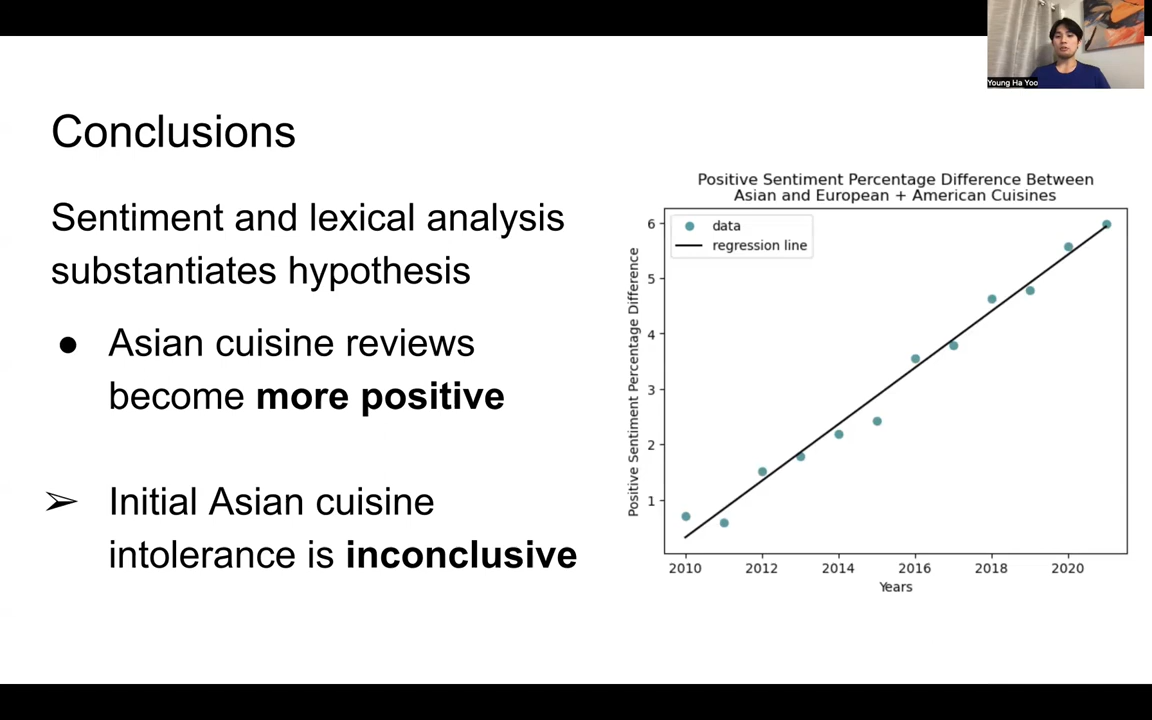 Young Ha Yoo
Conclusions
Sentiment and lexical analysis
substantiates hypothesis
● Asian cuisine reviews
become more positive
➢ Initial Asian cuisine
intolerance is inconclusive
Positive Sentiment Percentage Difference Between
Asian and European + American Cuisines
data
regression line
Positive Sentiment Percentage Difference
6
5
4
3
2
1
2010 2012 2014 2016 2018 2020
Years